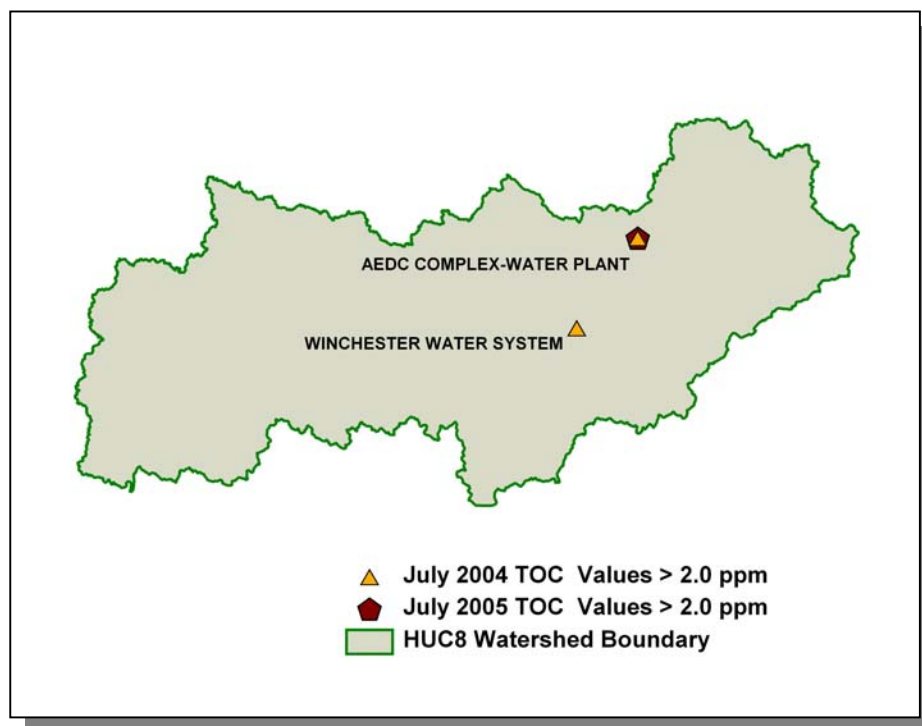 AEDC COMPLEX-WATER PLANT
WINCHESTER WATER SYSTEM
July 2004 TOC Values > 2.0 ppm
July 2005 TOC Values > 2.0 ppm
HUC8 Watershed Boundary